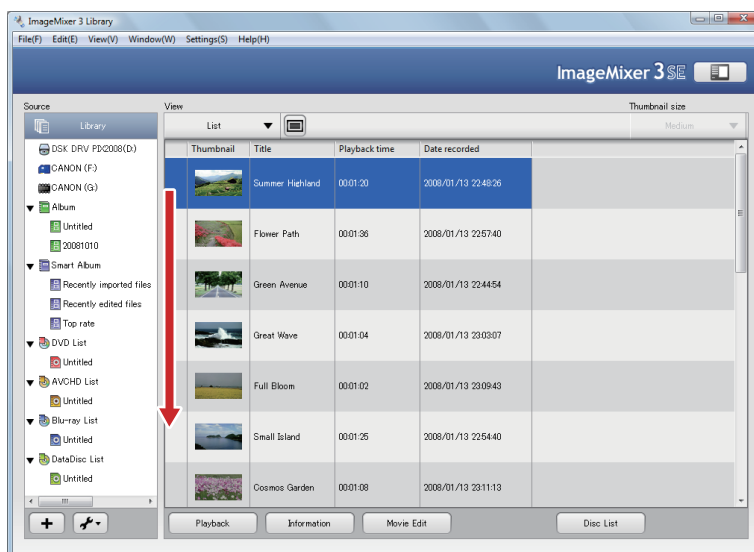 ImageMixer 3 Library
File(F) Edit(E) View(V) Window(W) Settings(S) Help(H)
ImageMixer 3 SE
Source
View
Thumbnail size
Library
List
Medium
DSK DRV PIX2008(D:)
CANON (F:)
CANON (G:)
Album
Untitled
20081010
Smart Album
Recently imported files
Recently edited files
Top rate
DVD List
Untitled
AVCHD List
Untitled
Blu-ray List
Untitled
DataDisc List
Untitled
Thumbnail Title Playback time Date recorded
Summer Highland 00:01:20 2008/01/13 22:48:26
Flower Path 00:01:36 2008/01/13 22:57:40
Green Avenue 00:01:10 2008/01/13 22:44:54
Great Wave 00:01:04 2008/01/13 23:03:07
Full Bloom 00:01:02 2008/01/13 23:09:43
Small Island 00:01:25 2008/01/13 22:54:40
Cosmos Garden 00:01:08 2008/01/13 23:11:13
Playback Information Movie Edit Disc List